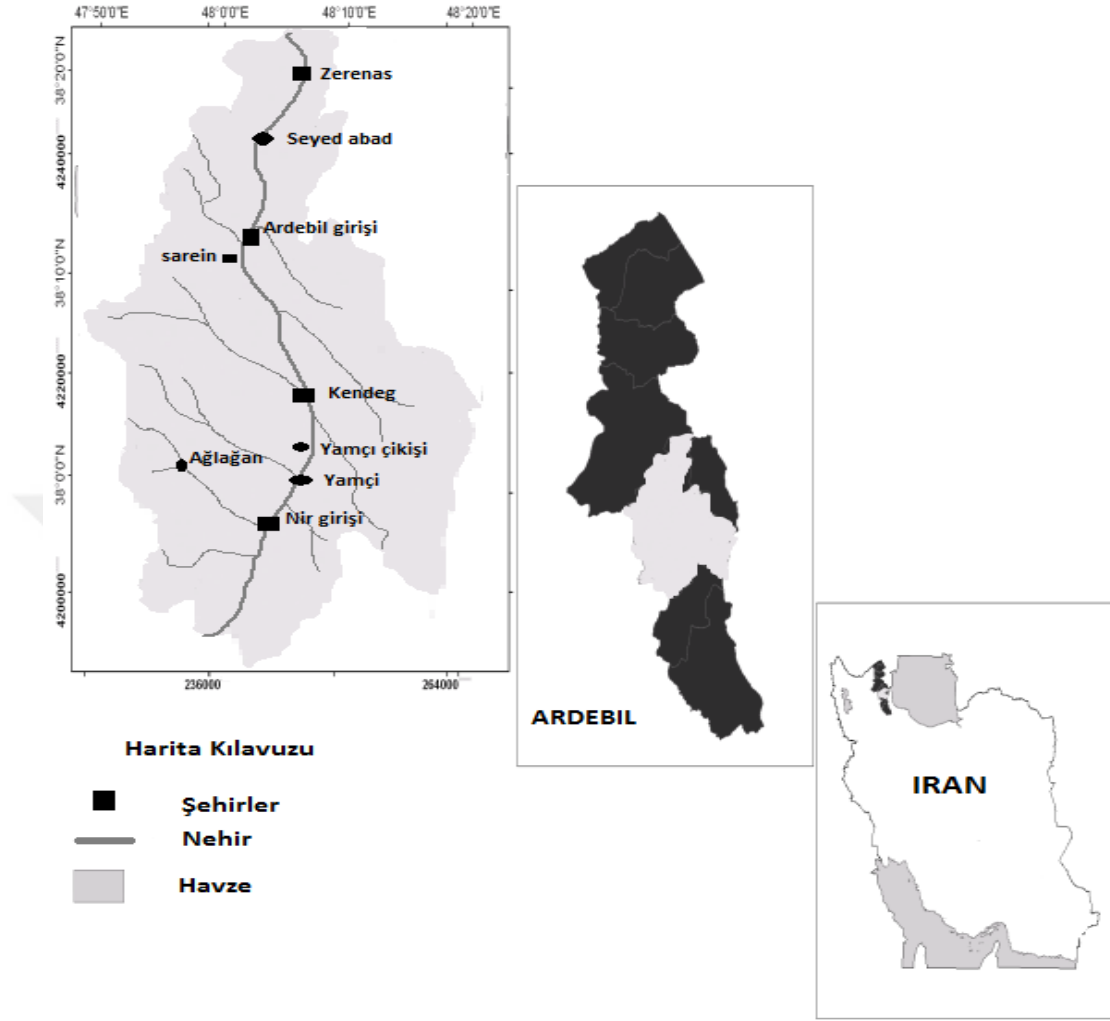 47°50'0"E 48°0'0"E 48°10'0"E 48°20'0"E
38°20'0"N
4240000
38°10'0"N
4220000
38°0'0"N
4200000
Zerenas
Seyed abad
Ardebil girişi
sarein
Kendeg
Yamçı çikişi
Ağlağan
Yamçi
Nir girişi
236000 264000
ARDEBIL
IRAN
Harita Kılavuzu
Şehirler
Nehir
Havze